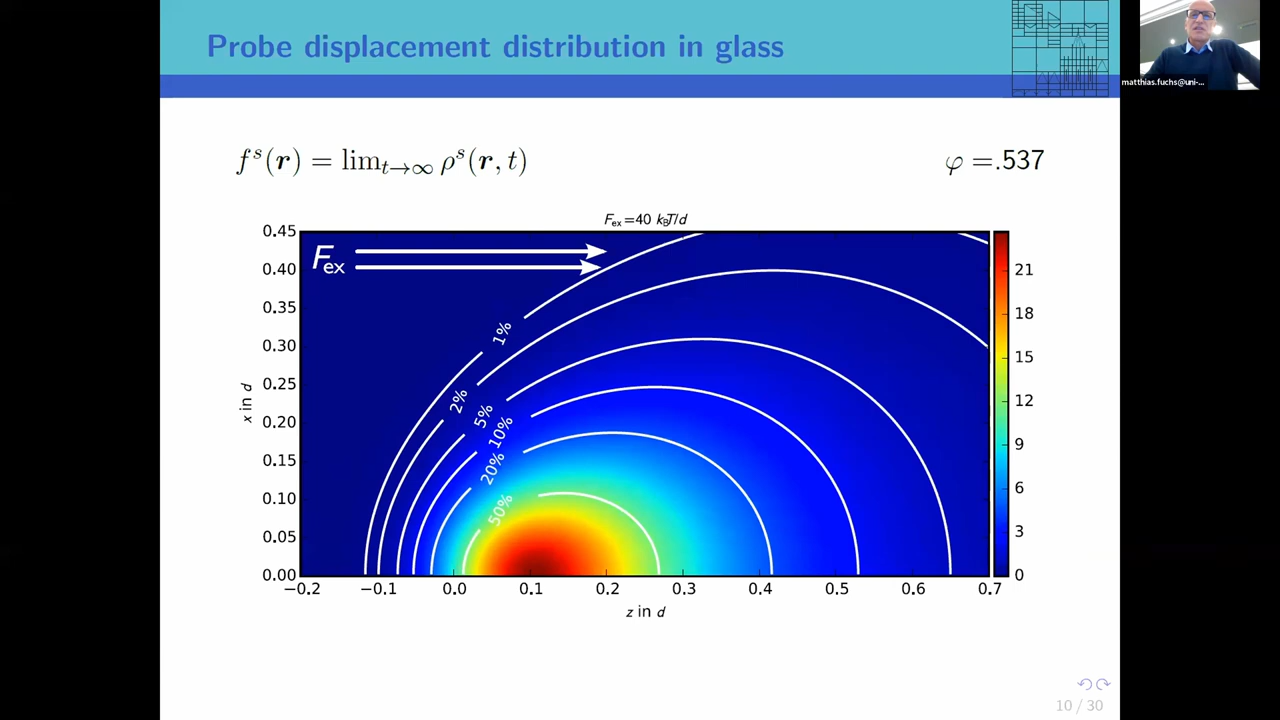 Probe displacement distribution in glass
matthias.fuchs@uni-...
f^s(r) = lim_{t→∞} ρ^s(r, t)
φ =.537
F_ex=40 k_BT/d
F_ex
0.45
0.40
0.35
0.30
0.25
0.20
0.15
0.10
0.05
0.00
x in d
1%
2%
5%
10%
20%
50%
−0.2 −0.1 0.0 0.1 0.2 0.3 0.4 0.5 0.6 0.7
z in d
21
18
15
12
9
6
3
0
10 / 30